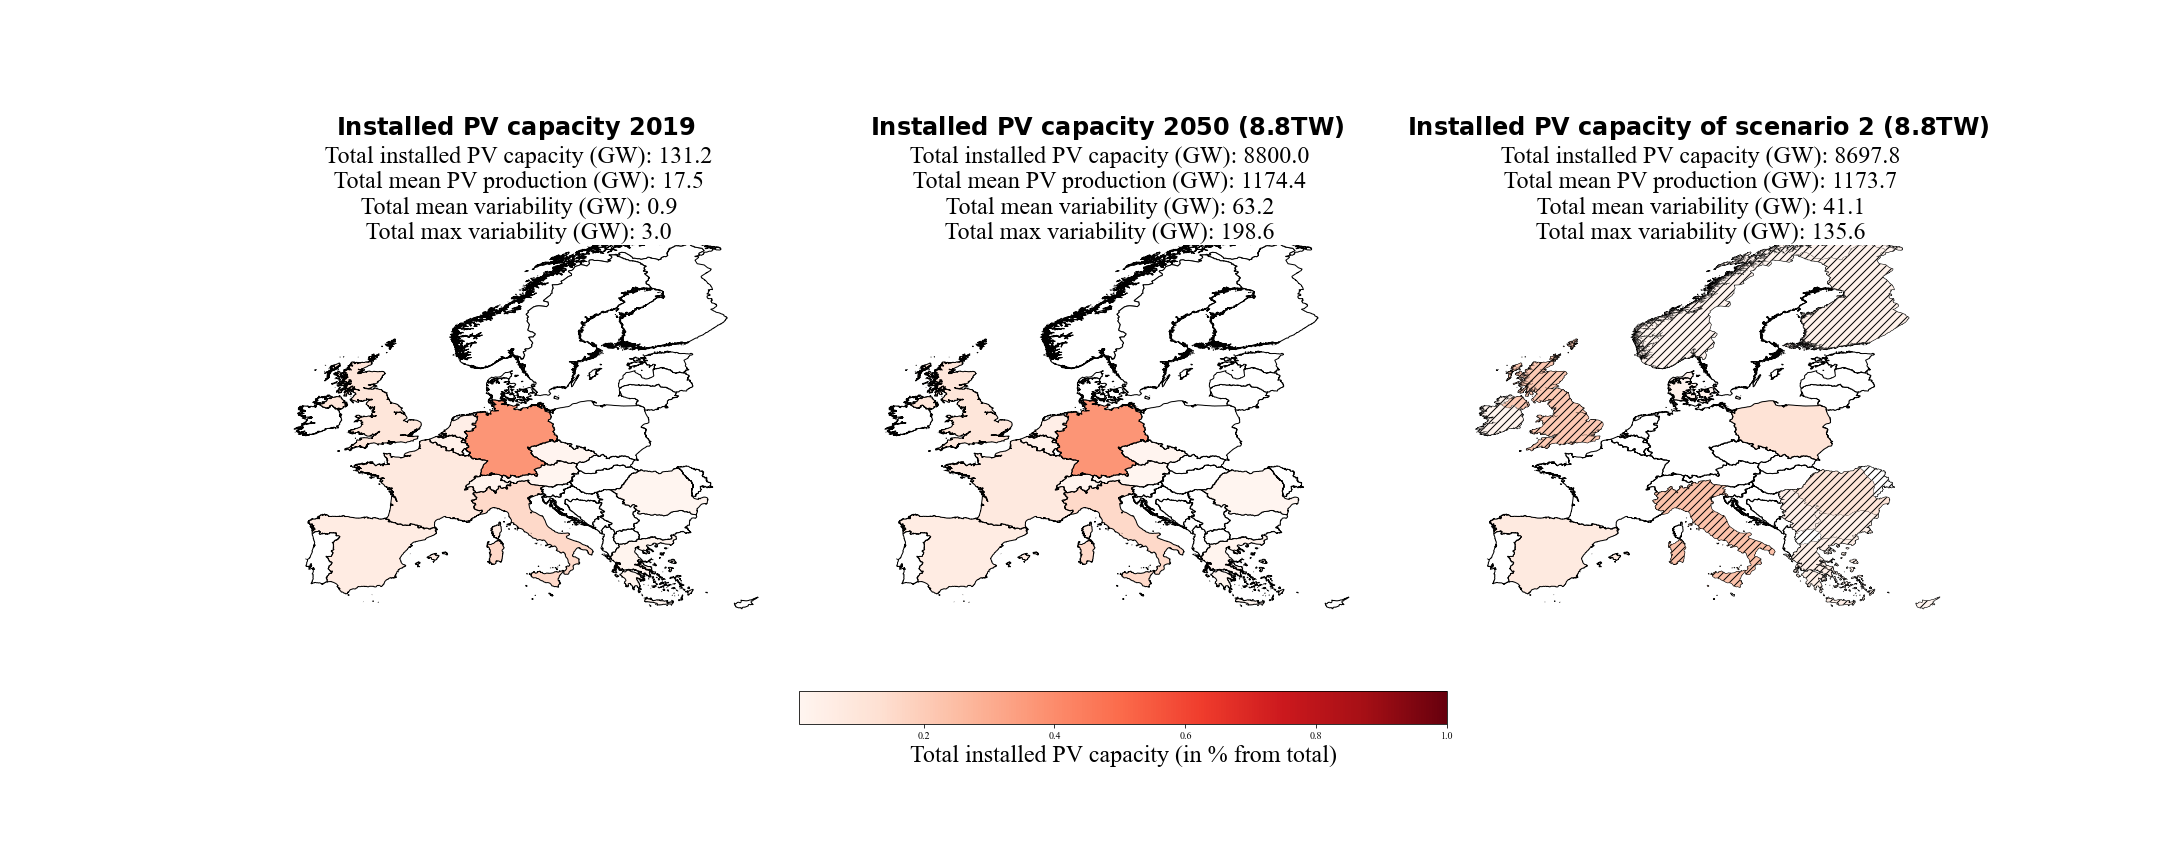 Installed PV capacity 2019
Total installed PV capacity (GW): 131.2
Total mean PV production (GW): 17.5
Total mean variability (GW): 0.9
Total max variability (GW): 3.0
Installed PV capacity 2050 (8.8TW)
Total installed PV capacity (GW): 8800.0
Total mean PV production (GW): 1174.4
Total mean variability (GW): 63.2
Total max variability (GW): 198.6
Installed PV capacity of scenario 2 (8.8TW)
Total installed PV capacity (GW): 8697.8
Total mean PV production (GW): 1173.7
Total mean variability (GW): 41.1
Total max variability (GW): 135.6
0.2 0.4 0.6 0.8 1.0
Total installed PV capacity (in % from total)